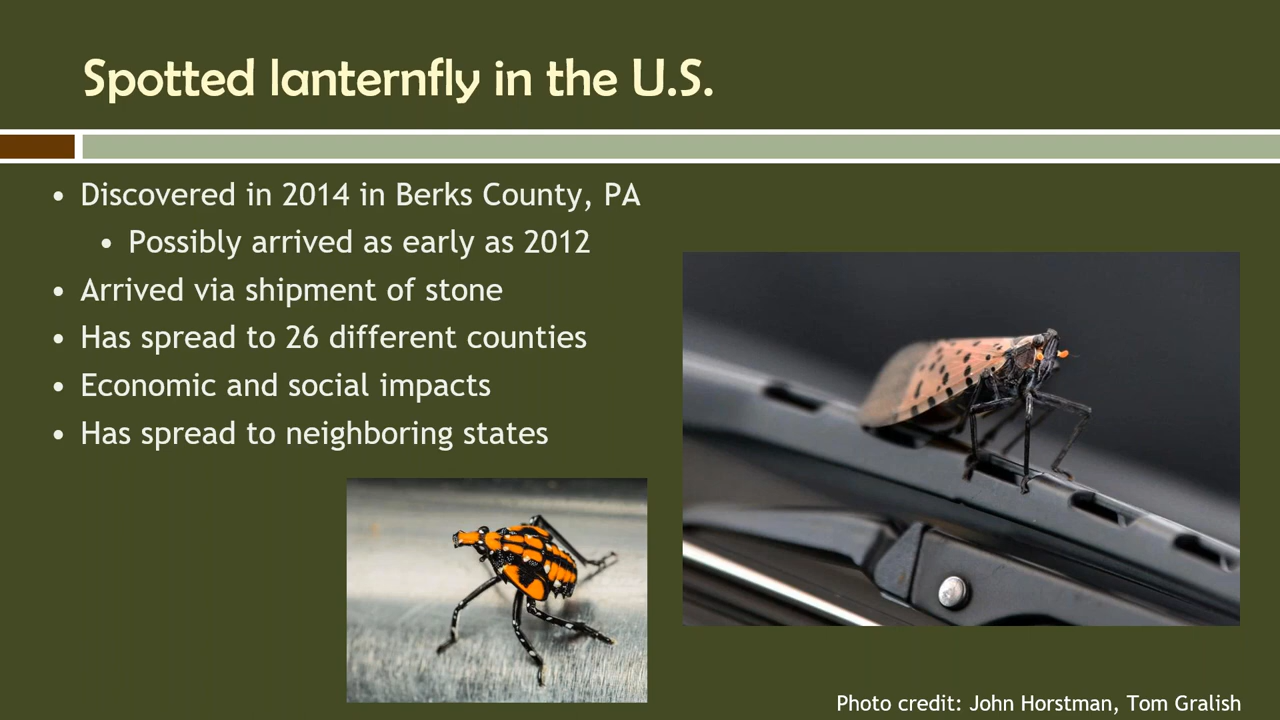 Spotted lanternfly in the U.S.
• Discovered in 2014 in Berks County, PA
• Possibly arrived as early as 2012
• Arrived via shipment of stone
• Has spread to 26 different counties
• Economic and social impacts
• Has spread to neighboring states
Photo credit: John Horstman, Tom Gralish